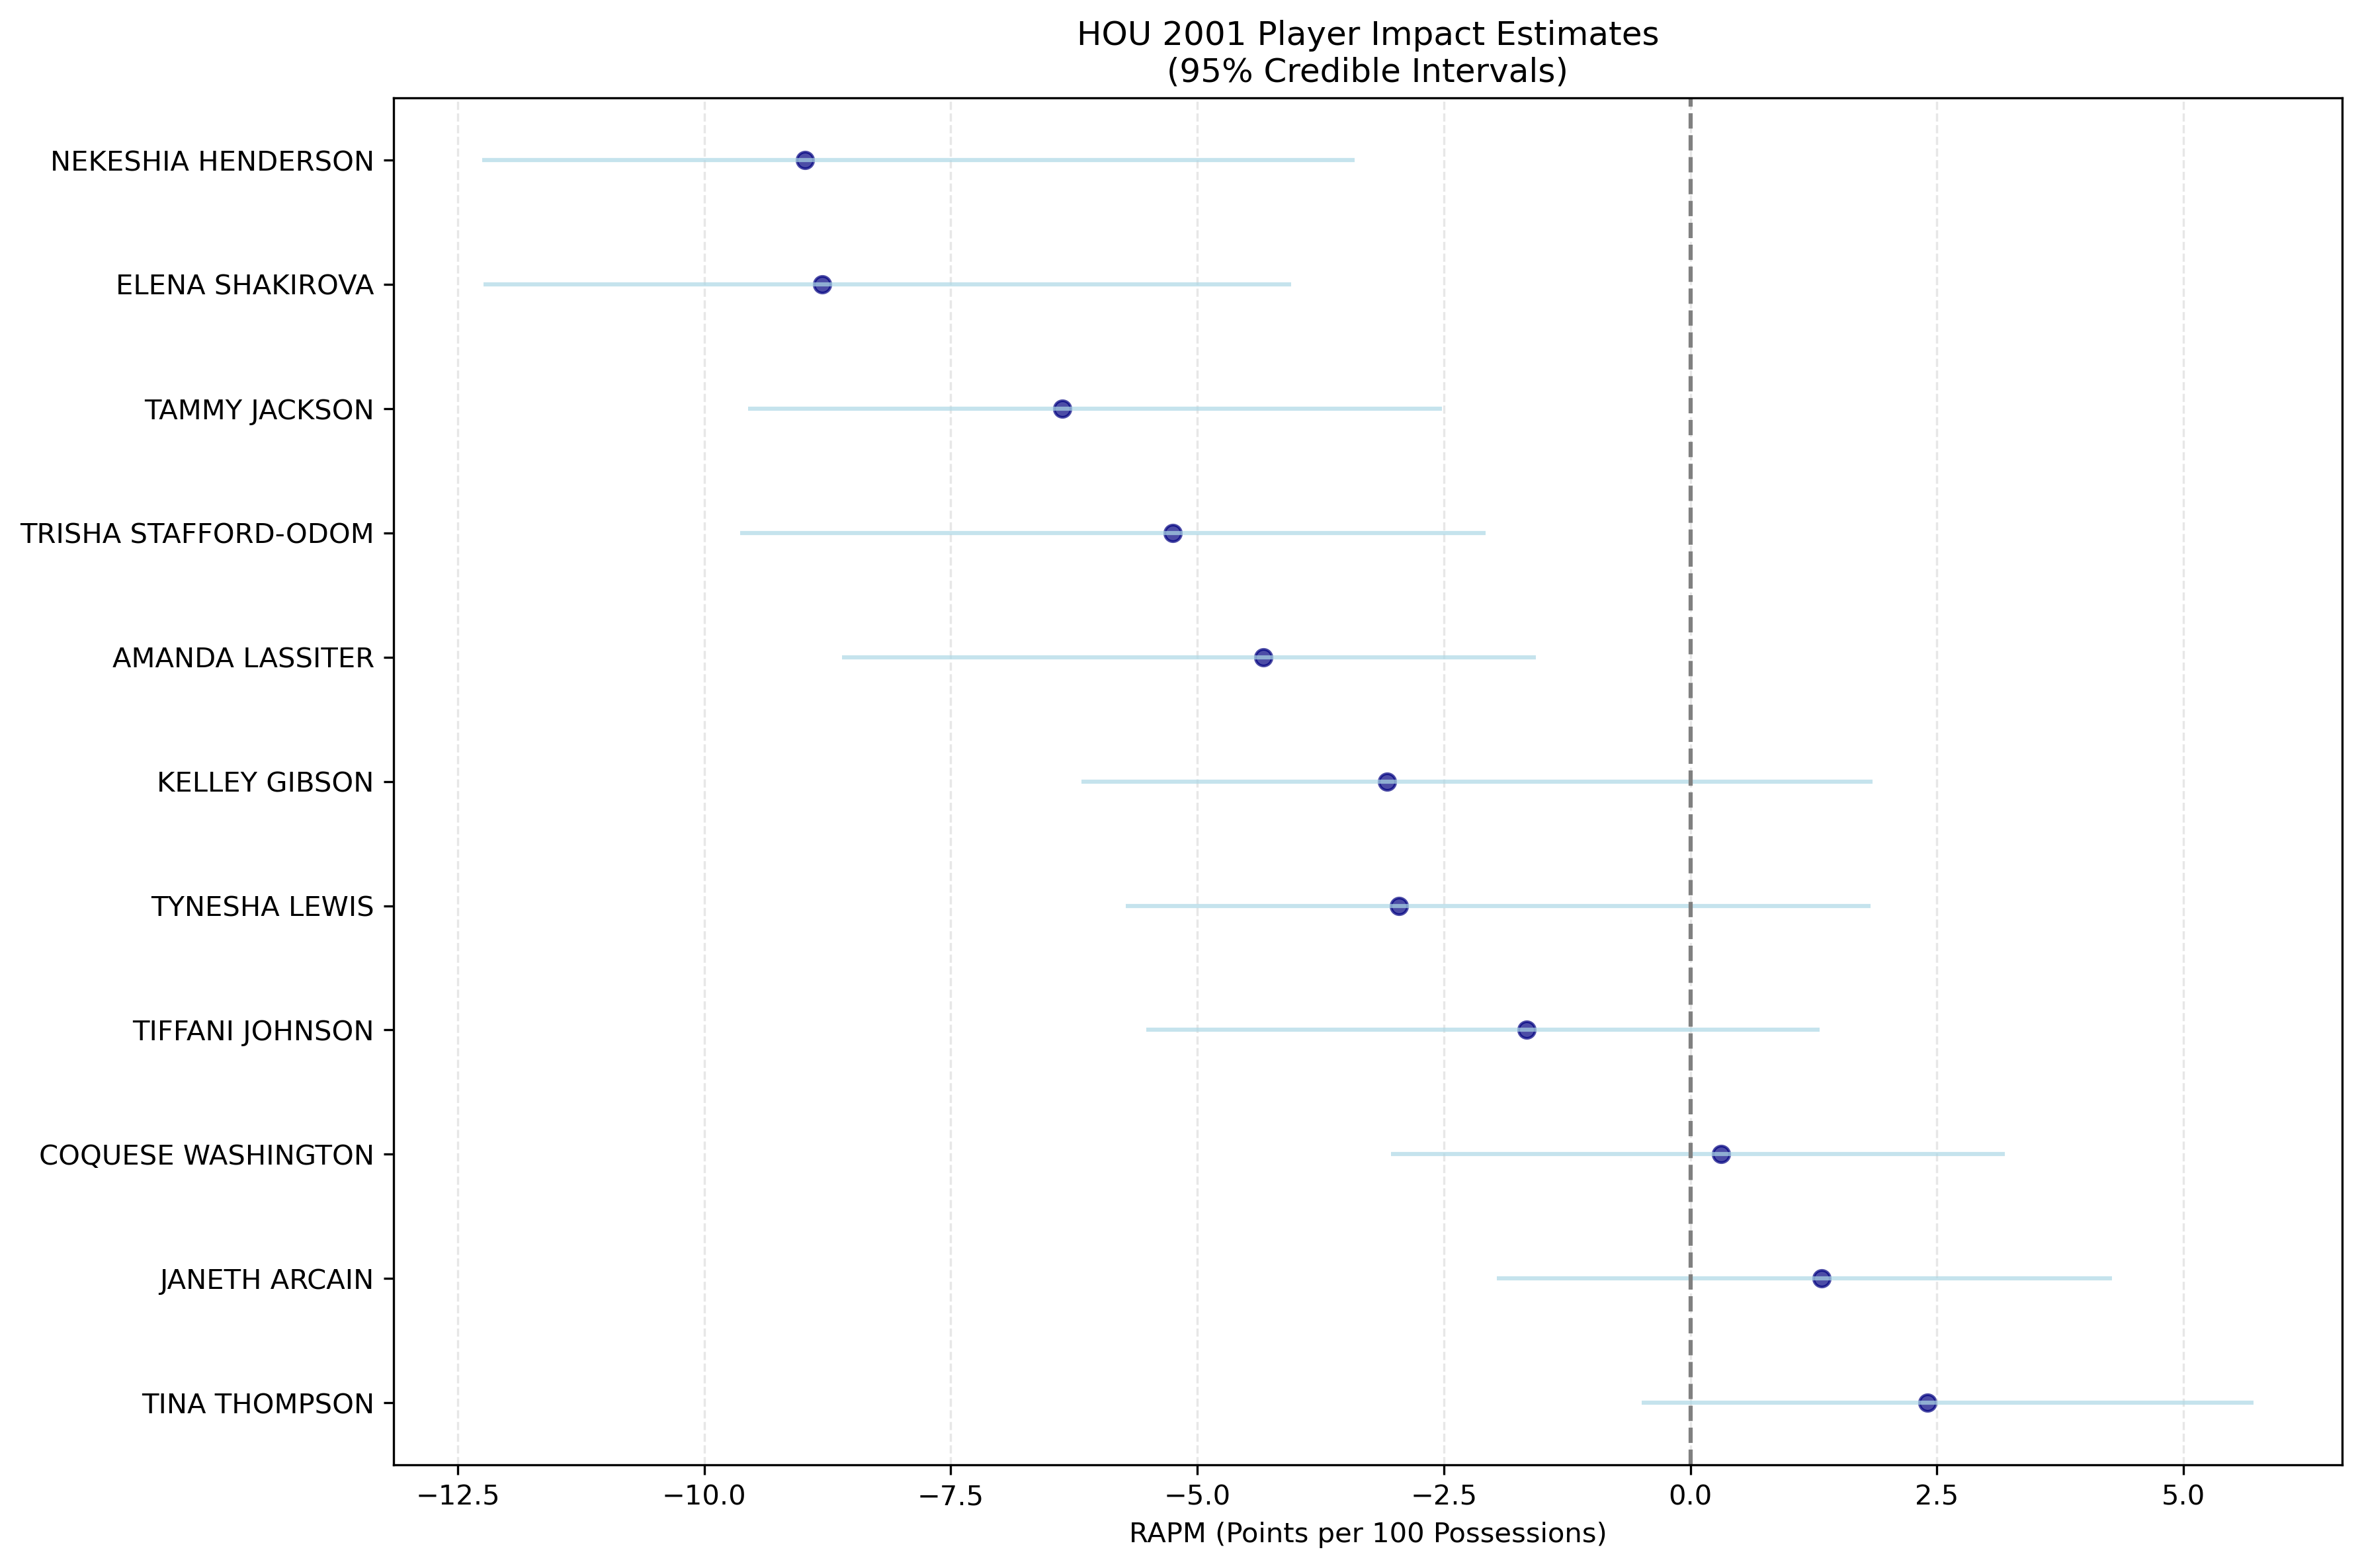 HOU 2001 Player Impact Estimates
(95% Credible Intervals)
NEKESHIA HENDERSON
ELENA SHAKIROVA
TAMMY JACKSON
TRISHA STAFFORD-ODOM
AMANDA LASSITER
KELLEY GIBSON
TYNESHA LEWIS
TIFFANI JOHNSON
COQUESE WASHINGTON
JANETH ARCAIN
TINA THOMPSON
−12.5 −10.0 −7.5 −5.0 −2.5 0.0 2.5 5.0
RAPM (Points per 100 Possessions)